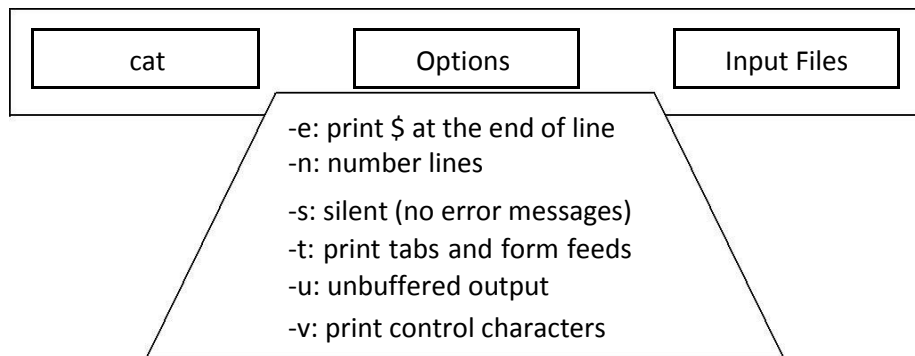 cat Options Input Files
-e: print $ at the end of line
-n: number lines
-s: silent (no error messages)
-t: print tabs and form feeds
-u: unbuffered output
-v: print control characters